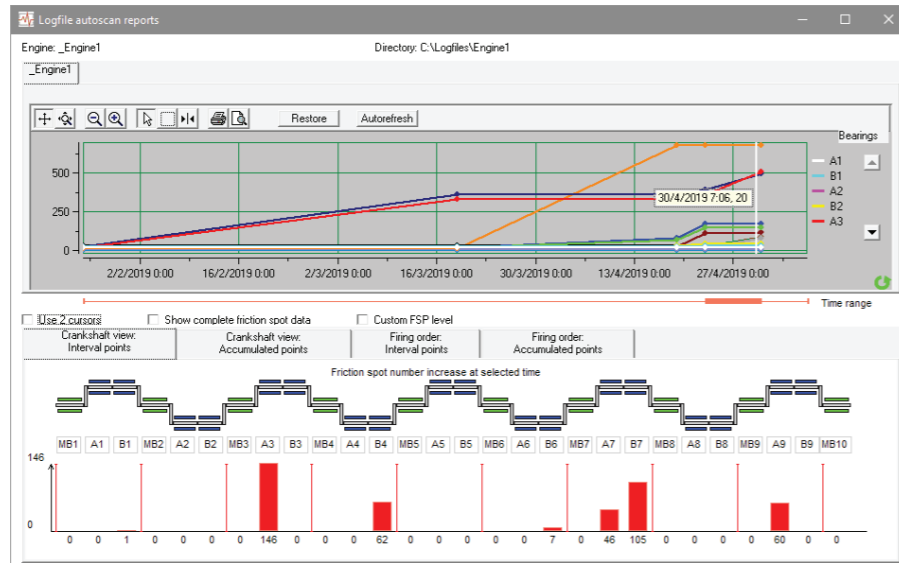 Logfile autoscan reports
Engine: _Engine1 Directory: C:\Logfiles\Engine1
_Engine1
Restore Autorefresh
Bearings
A1
B1
A2
B2
A3
500
250
0
30/4/2019 7:06, 20
2/2/2019 0:00 16/2/2019 0:00 2/3/2019 0:00 16/3/2019 0:00 30/3/2019 0:00 13/4/2019 0:00 27/4/2019 0:00
Time range
Use 2 cursors Show complete friction spot data Custom FSP level
Crankshaft view: Crankshaft view: Firing order: Firing order:
Interval points Accumulated points Interval points Accumulated points
Friction spot number increase at selected time
MB1 A1 B1 MB2 A2 B2 MB3 A3 B3 MB4 A4 B4 MB5 A5 B5 MB6 A6 B6 MB7 A7 B7 MB8 A8 B8 MB9 A9 B9 MB10
146
0
0 0 1 0 0 0 0 146 0 0 0 62 0 0 0 0 0 7 0 46 105 0 0 0 0 60 0 0